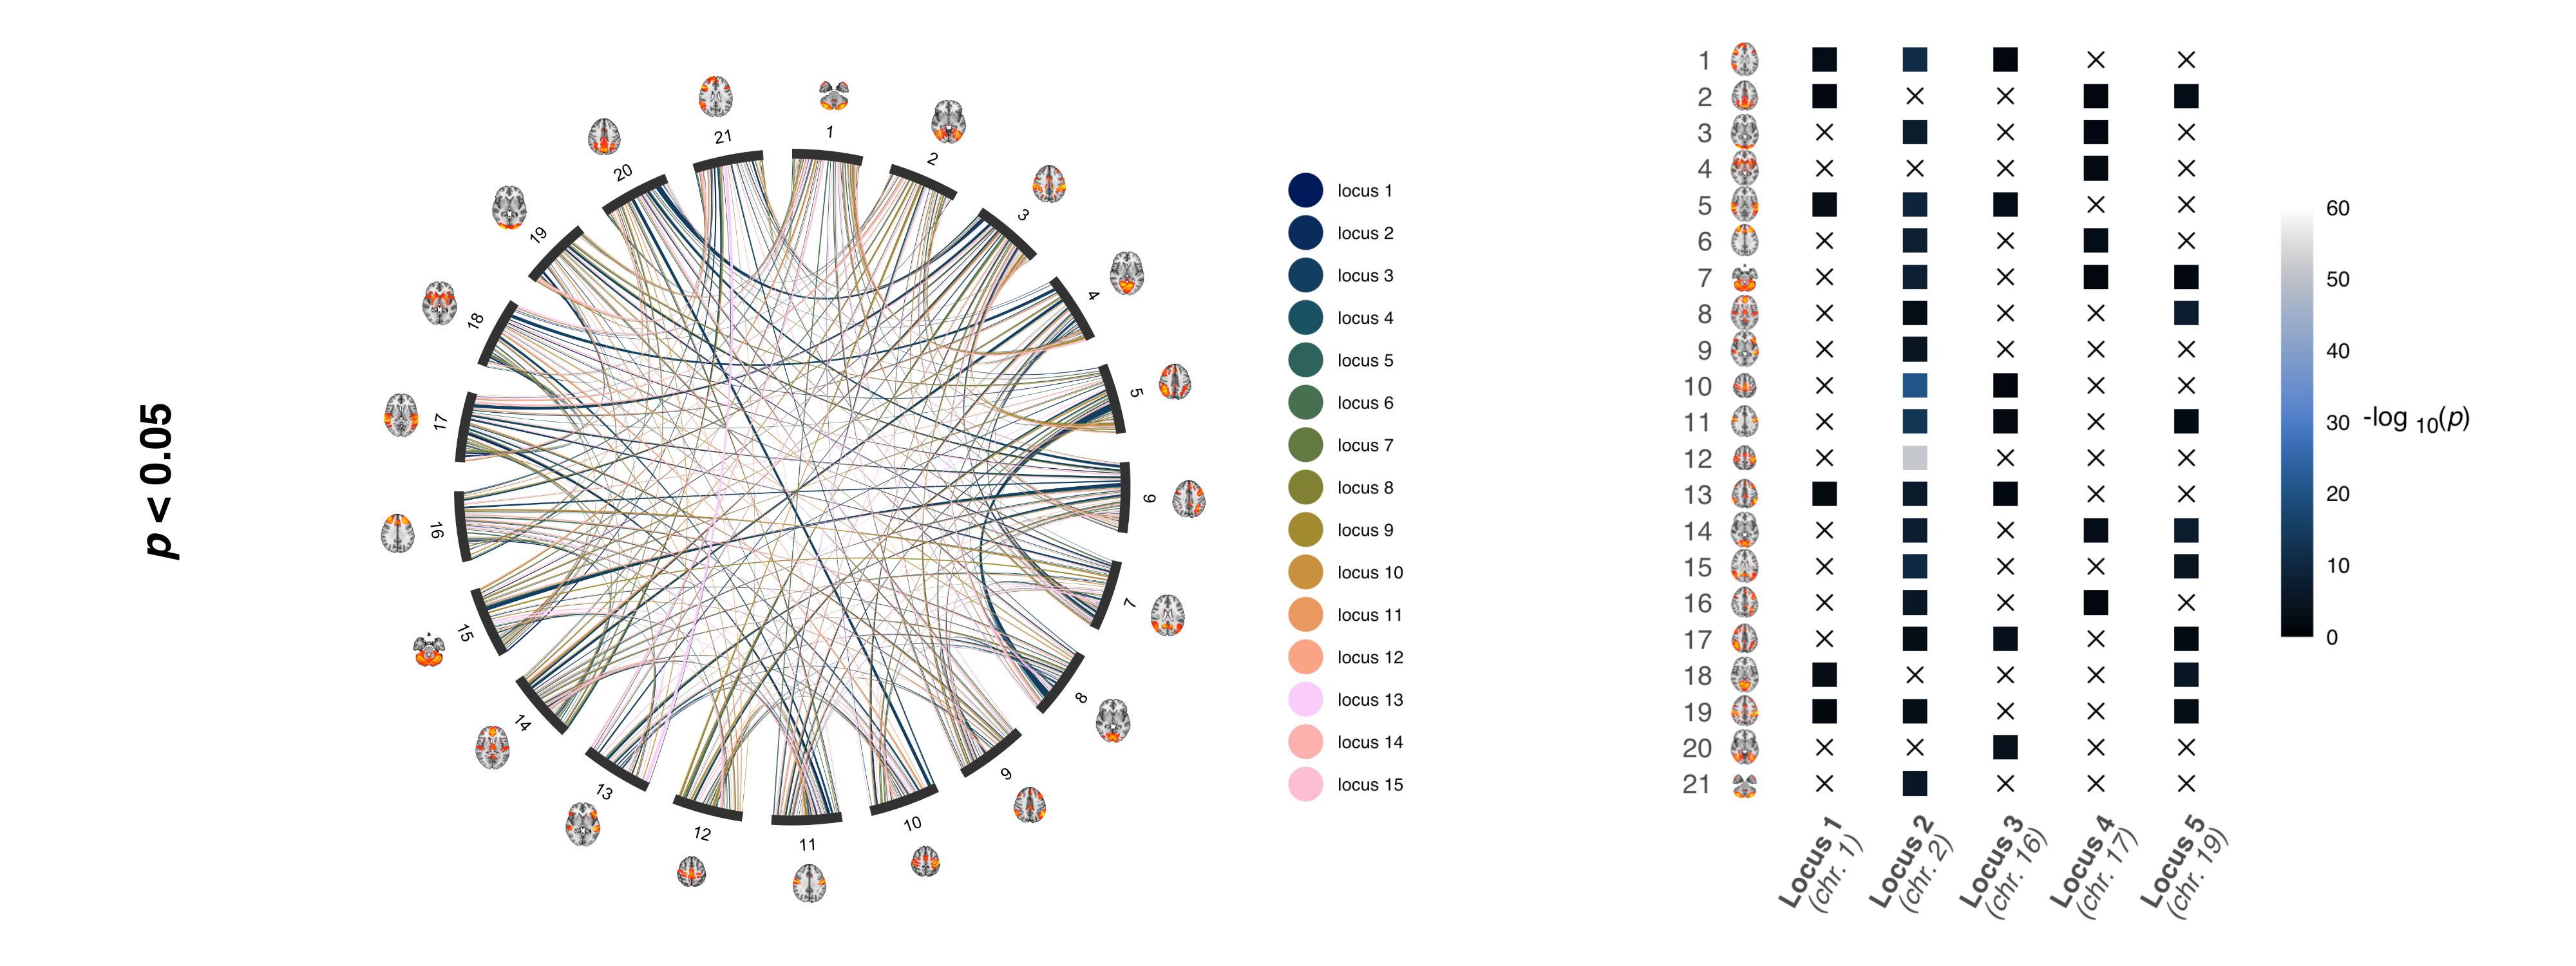 p < 0.05
21
1
2
3
4
5
6
7
8
9
10
11
12
13
14
15
16
17
18
19
20
locus 1
locus 2
locus 3
locus 4
locus 5
locus 6
locus 7
locus 8
locus 9
locus 10
locus 11
locus 12
locus 13
locus 14
locus 15
1
2
3
4
5
6
7
8
9
10
11
12
13
14
15
16
17
18
19
20
21
Locus 1
(chr. 1)
Locus 2
(chr. 2)
Locus 3
(chr. 16)
Locus 4
(chr. 17)
Locus 5
(chr. 19)
60
50
40
30
20
10
0
-log 10(p)